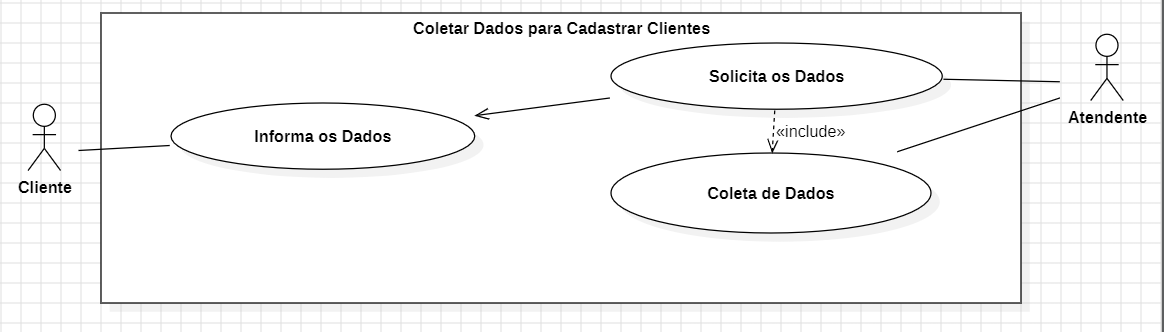 Coletar Dados para Cadastrar Clientes
Solicita os Dados
Atendente
Informa os Dados
«include»
Cliente
Coleta de Dados